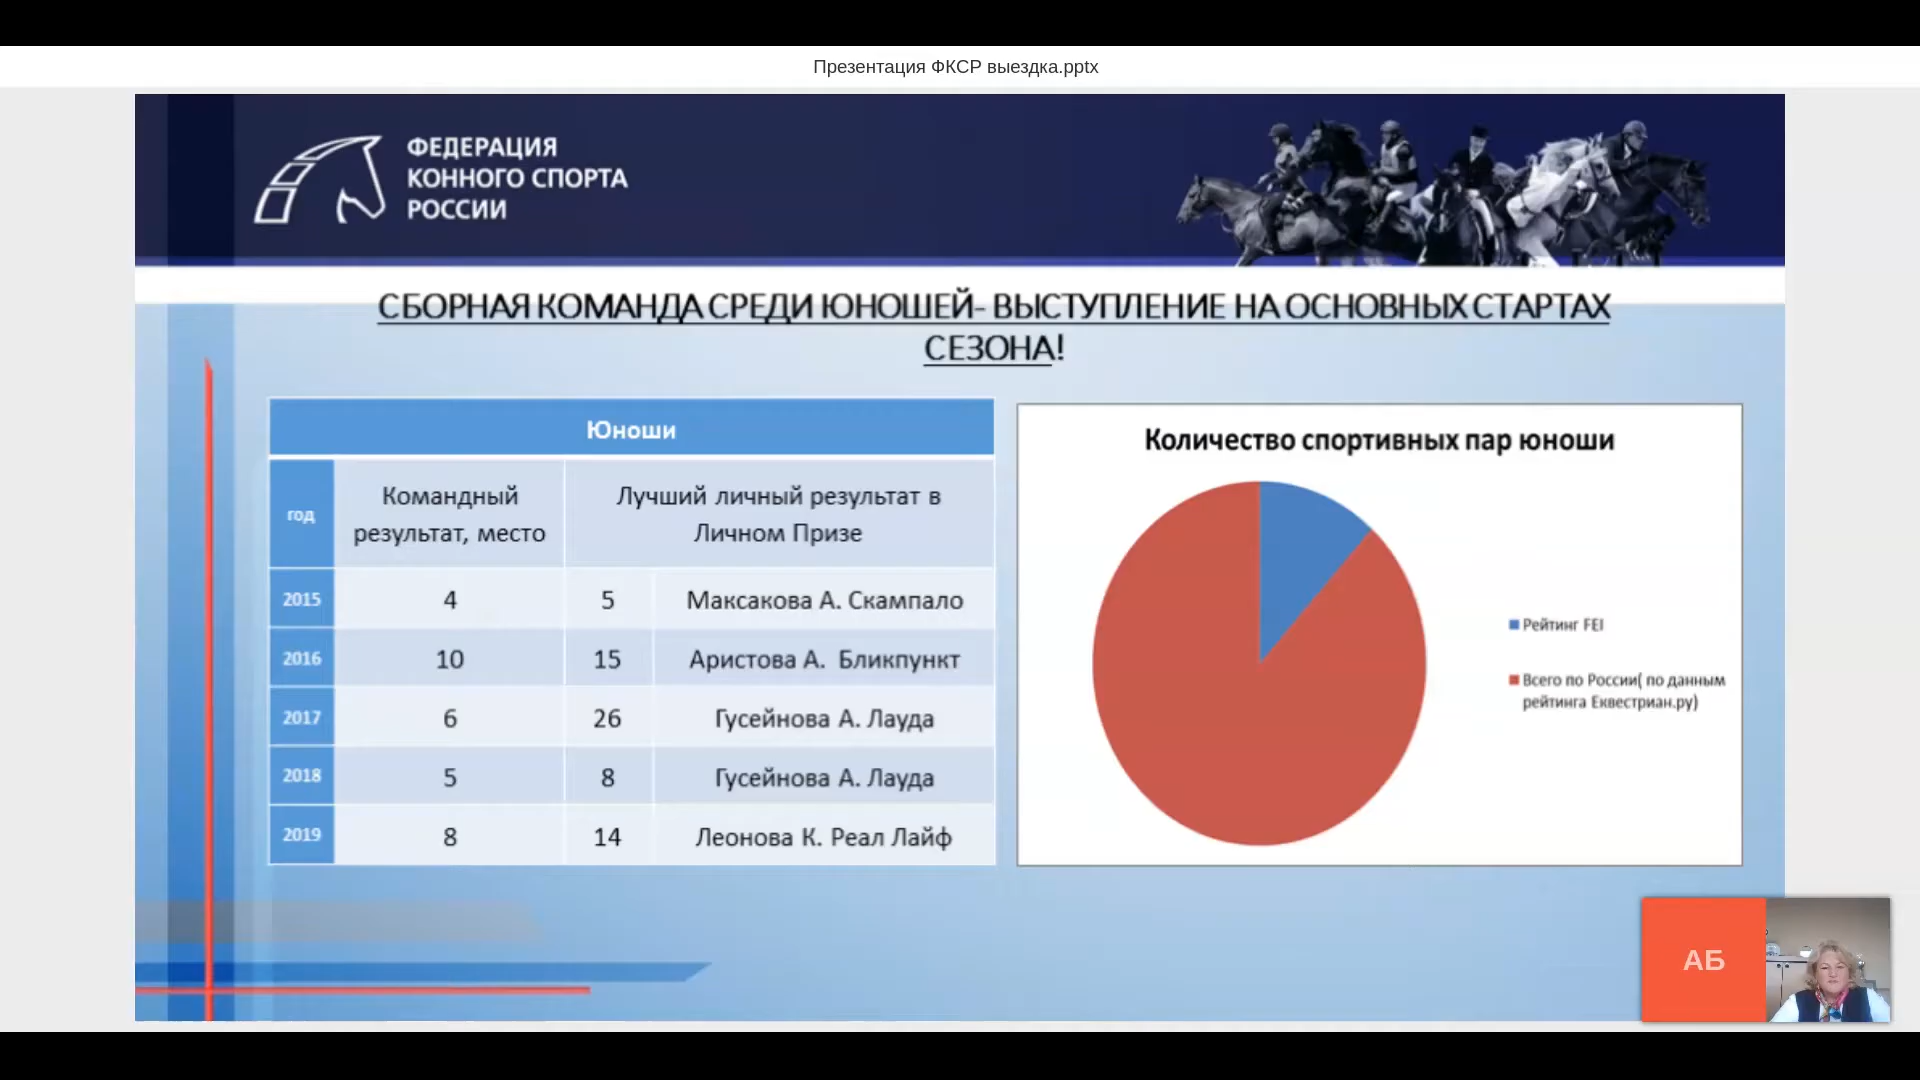 Презентация ФКСР выездка.pptx
ФЕДЕРАЦИЯ
КОННОГО СПОРТА
РОССИИ
СБОРНАЯ КОМАНДА СРЕДИ ЮНОШЕЙ- ВЫСТУПЛЕНИЕ НА ОСНОВНЫХ СТАРТАХ
СЕЗОНА!
Юноши
год
Командный
результат, место
Лучший личный результат в
Личном Призе
2015 4 5 Максакова А. Скампало
2016 10 15 Аристова А. Бликпункт
2017 6 26 Гусейнова А. Лауда
2018 5 8 Гусейнова А. Лауда
2019 8 14 Леонова К. Реал Лайф
Количество спортивных пар юноши
Рейтинг FEI
Всего по России( по данным
рейтинга Еквестриан.ру)
АБ